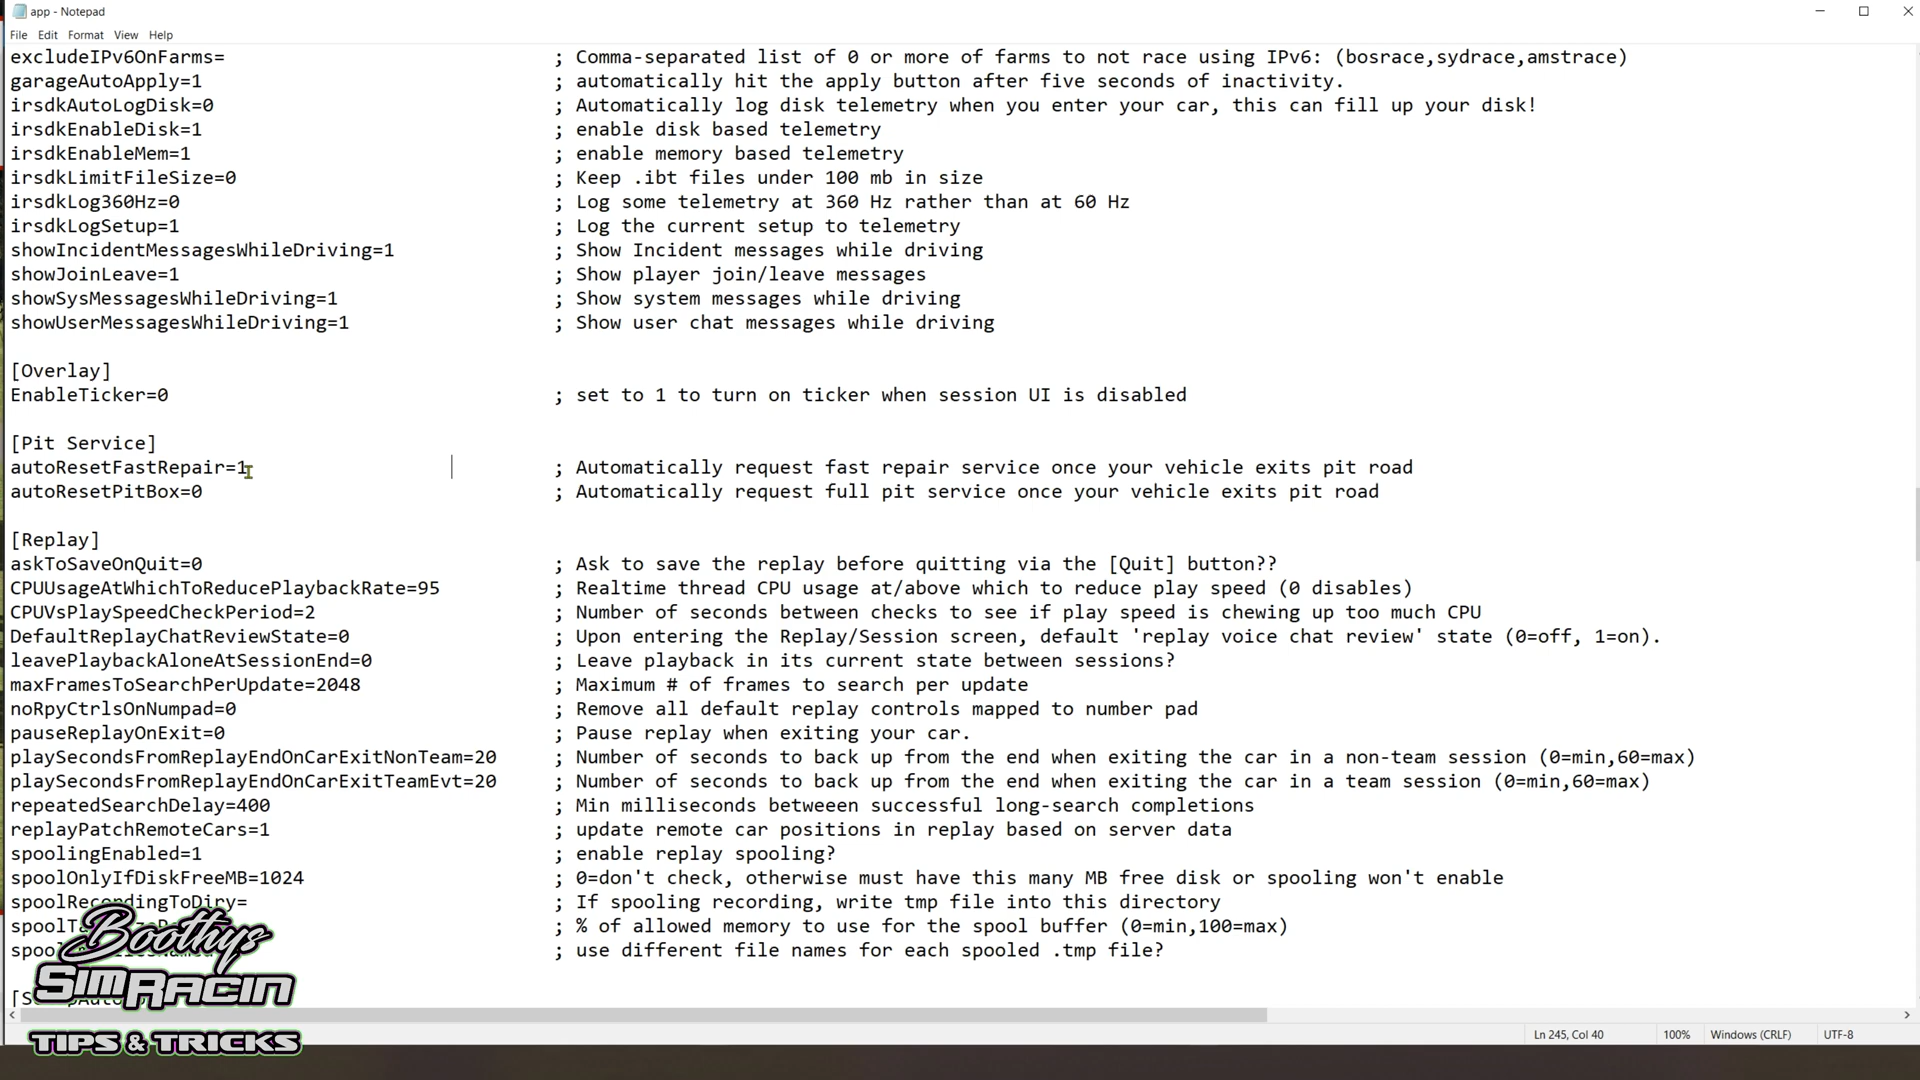 app - Notepad
File Edit Format View Help
excludeIPv6OnFarms= ; Comma-separated list of 0 or more of farms to not race using IPv6: (bosrace,sydrace,amstrace)
garageAutoApply=1 ; automatically hit the apply button after five seconds of inactivity.
irsdkAutoLogDisk=0 ; Automatically log disk telemetry when you enter your car, this can fill up your disk!
irsdkEnableDisk=1 ; enable disk based telemetry
irsdkEnableMem=1 ; enable memory based telemetry
irsdkLimitFileSize=0 ; Keep .ibt files under 100 mb in size
irsdkLog360Hz=0 ; Log some telemetry at 360 Hz rather than at 60 Hz
irsdkLogSetup=1 ; Log the current setup to telemetry
showIncidentMessagesWhileDriving=1 ; Show Incident messages while driving
showJoinLeave=1 ; Show player join/leave messages
showSysMessagesWhileDriving=1 ; Show system messages while driving
showUserMessagesWhileDriving=1 ; Show user chat messages while driving
[Overlay]
EnableTicker=0 ; set to 1 to turn on ticker when session UI is disabled
[Pit Service]
autoResetFastRepair=1 ; Automatically request fast repair service once your vehicle exits pit road
autoResetPitBox=0 ; Automatically request full pit service once your vehicle exits pit road
[Replay]
askToSaveOnQuit=0 ; Ask to save the replay before quitting via the [Quit] button??
CPUUsageAtWhichToReducePlaybackRate=95 ; Realtime thread CPU usage at/above which to reduce play speed (0 disables)
CPUVsPlaySpeedCheckPeriod=2 ; Number of seconds between checks to see if play speed is chewing up too much CPU
DefaultReplayChatReviewState=0 ; Upon entering the Replay/Session screen, default 'replay voice chat review' state (0=off, 1=on).
leavePlaybackAloneAtSessionEnd=0 ; Leave playback in its current state between sessions?
maxFramesToSearchPerUpdate=2048 ; Maximum # of frames to search per update
noRpyCtrlsOnNumpad=0 ; Remove all default replay controls mapped to number pad
pauseReplayOnExit=0 ; Pause replay when exiting your car.
playSecondsFromReplayEndOnCarExitNonTeam=20 ; Number of seconds to back up from the end when exiting the car in a non-team session (0=min,60=max)
playSecondsFromReplayEndOnCarExitTeamEvt=20 ; Number of seconds to back up from the end when exiting the car in a team session (0=min,60=max)
repeatedSearchDelay=400 ; Min milliseconds betweeen successful long-search completions
replayPatchRemoteCars=1 ; update remote car positions in replay based on server data
spoolingEnabled=1 ; enable replay spooling?
spoolOnlyIfDiskFreeMB=1024 ; 0=don't check, otherwise must have this many MB free disk or spooling won't enable
spoolRecordingToDiry= ; If spooling recording, write tmp file into this directory
; % of allowed memory to use for the spool buffer (0=min,100=max)
; use different file names for each spooled .tmp file?
Boothys
SIMRACIN
TIPS & TRICKS
Ln 245, Col 40 100% Windows (CRLF) UTF-8